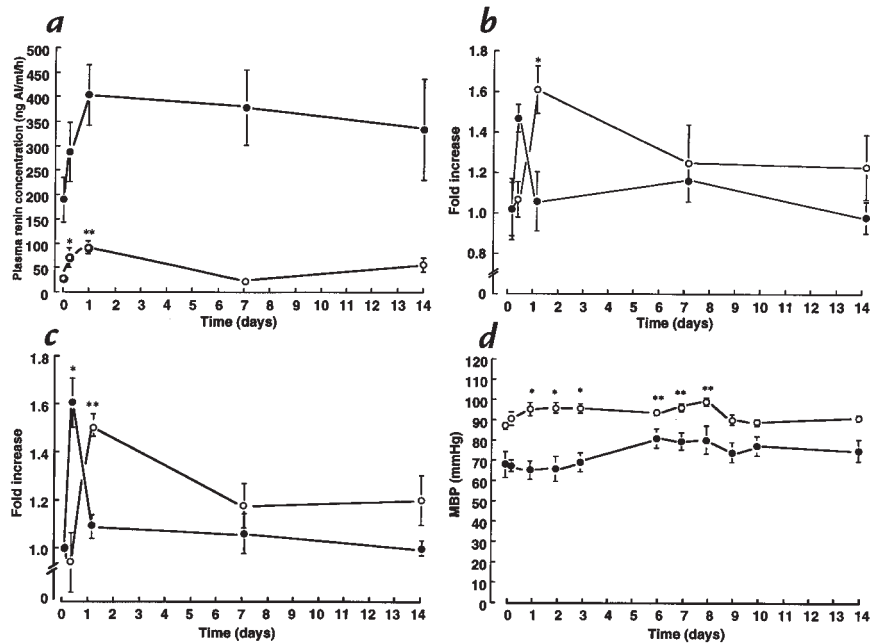 a
Plasma renin concentration (ng AI/ml/h)
500
450
400
350
300
250
200
150
100
50
0
*
**
0 1 2 3 4 5 6 7 8 9 10 11 12 13 14
Time (days)
b
Fold increase
1.8
1.6
1.4
1.2
1.0
0.8
0
*
0 1 2 3 4 5 6 7 8 9 10 11 12 13 14
Time (days)
c
Fold increase
1.8
1.6
1.4
1.2
1.0
0
*
**
0 1 2 3 4 5 6 7 8 9 10 11 12 13 14
Time (days)
d
MBP (mmHg)
120
110
100
90
80
70
60
50
40
30
20
10
0
* * * ** ** **
0 1 2 3 4 5 6 7 8 9 10 11 12 13 14
Time (days)